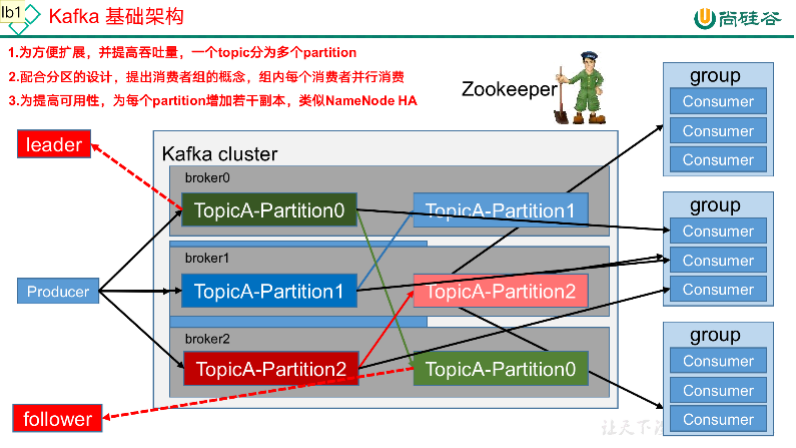 lb1
Kafka 基础架构
尚硅谷
1.为方便扩展，并提高吞吐量，一个topic分为多个partition
2.配合分区的设计，提出消费者组的概念，组内每个消费者并行消费
3.为提高可用性，为每个partition增加若干副本，类似NameNode HA
Zookeeper
group
Consumer
Consumer
Consumer
leader
Kafka cluster
broker0
TopicA-Partition0
TopicA-Partition1
group
Consumer
Consumer
Consumer
Producer
broker1
TopicA-Partition1
TopicA-Partition2
broker2
TopicA-Partition2
TopicA-Partition0
group
Consumer
Consumer
Consumer
follower
让天下